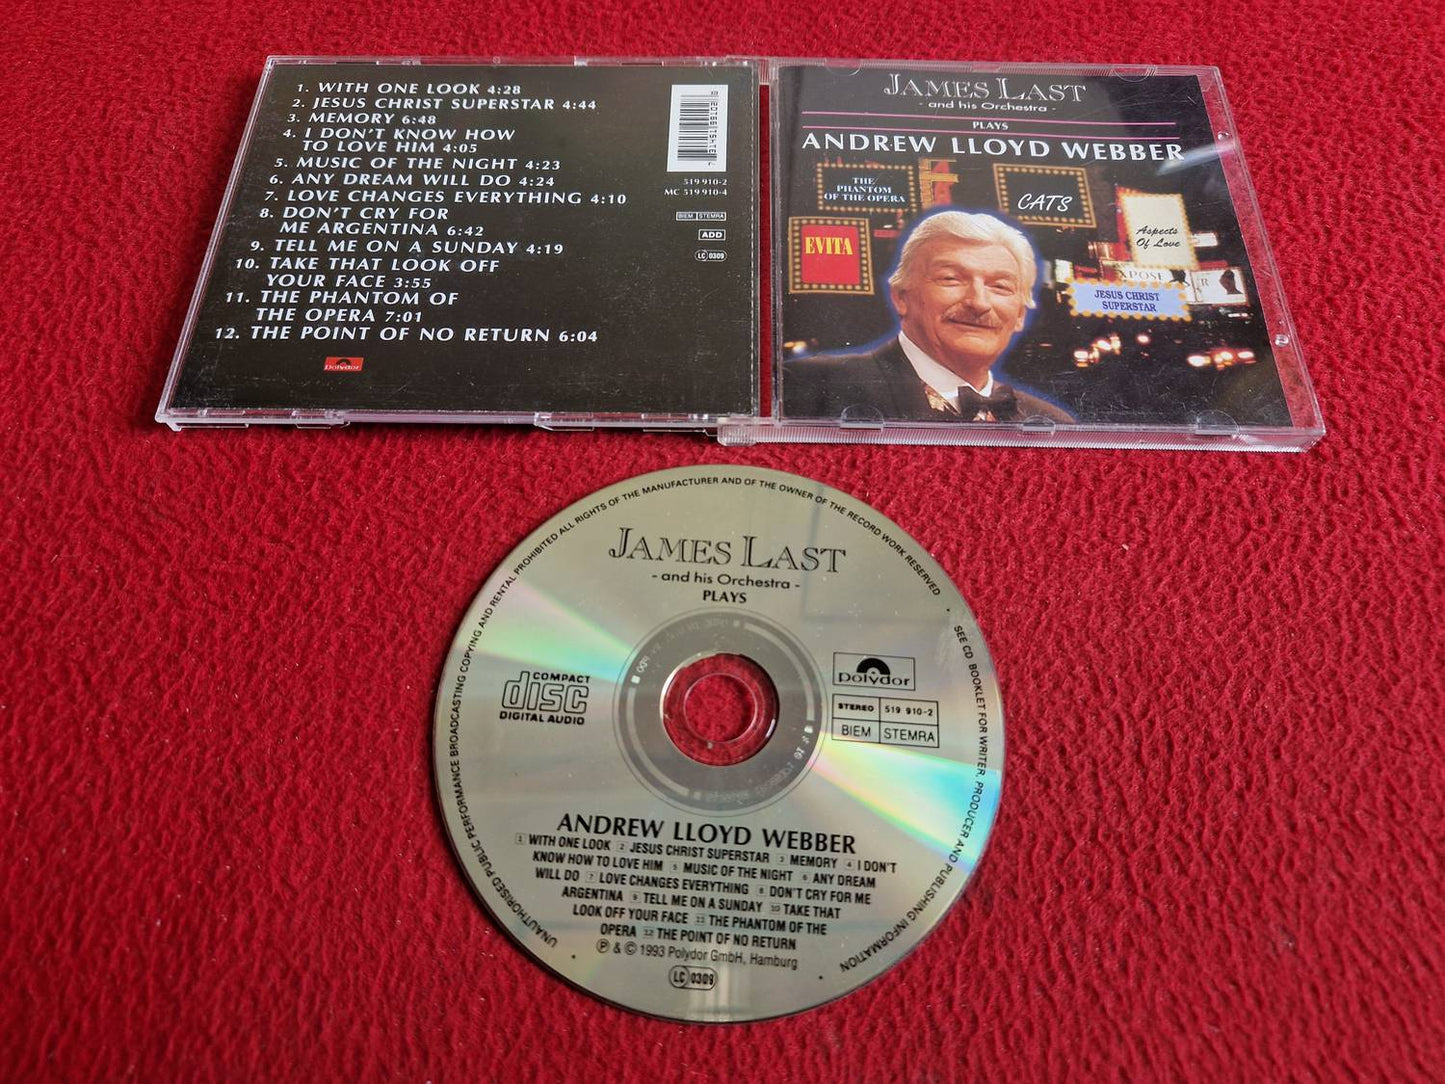 1. WITH ONE LOOK 4:28
2. JESUS CHRIST SUPERSTAR 4:44
3. MEMORY 6:48
4. I DON'T KNOW HOW
TO LOVE HIM 4:05
5. MUSIC OF THE NIGHT 4:23
6. ANY DREAM WILL DO 4:24
7. LOVE CHANGES EVERYTHING 4:10
8. DON'T CRY FOR
ME ARGENTINA 6:42
9. TELL ME ON A SUNDAY 4:19
10. TAKE THAT LOOK OFF
YOUR FACE 3:55
11. THE PHANTOM OF
THE OPERA 7:01
12. THE POINT OF NO RETURN 6:04
polydor
519 910-2
MC 519 910-4
BIEM STEMRA
ADD
LC 0309
JAMES LAST
- and his Orchestra -
PLAYS
ANDREW LLOYD WEBBER
THE
PHANTOM
OF THE OPERA
CATS
EVITA
Aspects
Of Love
XPOSE
R
JESUS CHRIST
SUPERSTAR
UNAUTHORISED PUBLIC PERFORMANCE BROADCASTING COPYING AND RENTAL PROHIBITED ALL RIGHTS OF THE MANUFACTURER AND OF THE OWNER OF THE RECORD WORK RESERVED
SEE CD BOOKLET FOR WRITER, PRODUCER AND PUBLISHING INFORMATION
JAMES LAST
- and his Orchestra -
PLAYS
COMPACT
disc
DIGITAL AUDIO
polydor
STEREO 519 910-2
BIEM STEMRA
ANDREW LLOYD WEBBER
1 WITH ONE LOOK 2 JESUS CHRIST SUPERSTAR 3 MEMORY 4 I DON'T
KNOW HOW TO LOVE HIM 5 MUSIC OF THE NIGHT 6 ANY DREAM
WILL DO 7 LOVE CHANGES EVERYTHING 8 DON'T CRY FOR ME
ARGENTINA 9 TELL ME ON A SUNDAY 10 TAKE THAT
LOOK OFF YOUR FACE 11 THE PHANTOM OF THE
OPERA 12 THE POINT OF NO RETURN
℗ & © 1993 Polydor GmbH, Hamburg
LC 0309